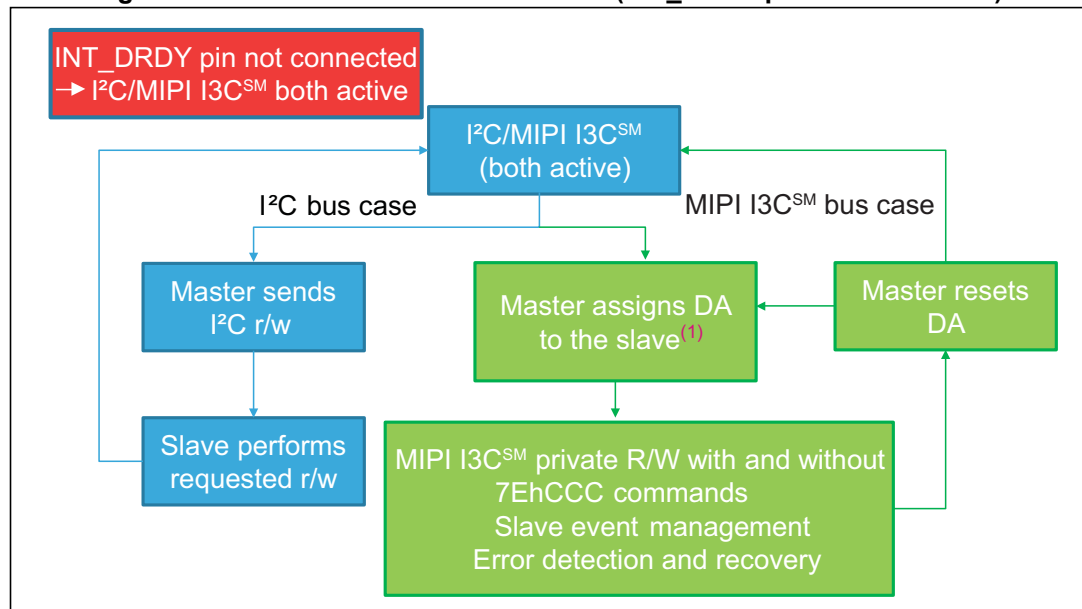 INT_DRDY pin not connected
→ I²C/MIPI I3Cˢᴹ both active
I²C/MIPI I3Cˢᴹ
(both active)
I²C bus case
MIPI I3Cˢᴹ bus case
Master sends
I²C r/w
Master assigns DA
to the slave⁽¹⁾
Master resets
DA
Slave performs
requested r/w
MIPI I3Cˢᴹ private R/W with and without
7EhCCC commands
Slave event management
Error detection and recovery